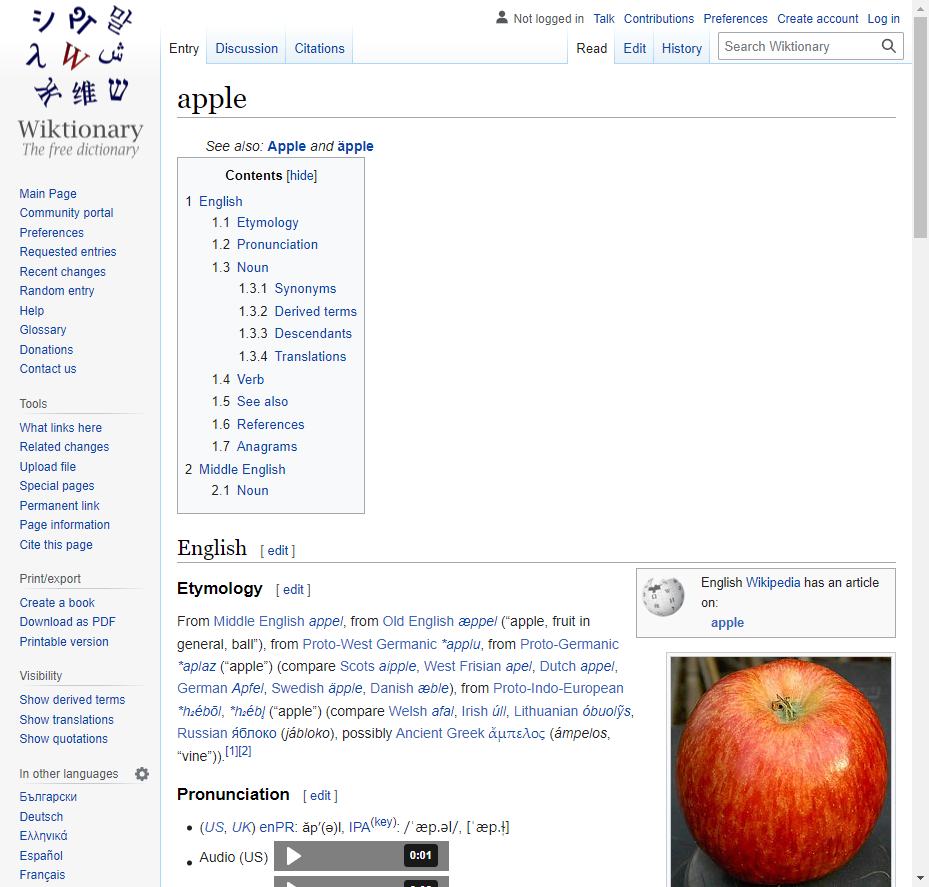 Not logged in Talk Contributions Preferences Create account Log in
Entry Discussion Citations Read Edit History Search Wiktionary
Wiktionary
The free dictionary
Main Page
Community portal
Preferences
Requested entries
Recent changes
Random entry
Help
Glossary
Donations
Contact us
Tools
What links here
Related changes
Upload file
Special pages
Permanent link
Page information
Cite this page
Print/export
Create a book
Download as PDF
Printable version
Visibility
Show derived terms
Show translations
Show quotations
In other languages
Български
Deutsch
Ελληνικά
Español
Français
apple
See also: Apple and äpple
Contents [hide]
1 English
1.1 Etymology
1.2 Pronunciation
1.3 Noun
1.3.1 Synonyms
1.3.2 Derived terms
1.3.3 Descendants
1.3.4 Translations
1.4 Verb
1.5 See also
1.6 References
1.7 Anagrams
2 Middle English
2.1 Noun
English [ edit ]
English Wikipedia has an article
on:
apple
Etymology [ edit ]
From Middle English appel, from Old English æppel (“apple, fruit in
general, ball”), from Proto-West Germanic *applu, from Proto-Germanic
*aplaz (“apple”) (compare Scots aipple, West Frisian apel, Dutch appel,
German Apfel, Swedish äpple, Danish æble), from Proto-Indo-European
*h₂ébōl, *h₂ébl̥ (“apple”) (compare Welsh afal, Irish úll, Lithuanian óbuolỹs,
Russian я́блоко (jábloko), possibly Ancient Greek ἄμπελος (ámpelos,
“vine”)).[1][2]
Pronunciation [ edit ]
(US, UK) enPR: ăp′(ə)l, IPA(key): /ˈæp.əl/, [ˈæp.ɫ̩]
Audio (US) 0:01